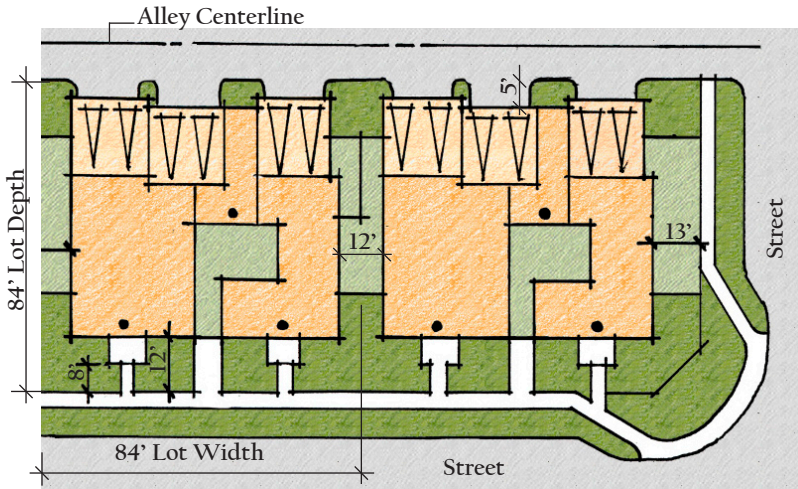 Alley Centerline
5’
84’ Lot Depth
12’
13’
Street
8’
12’
84’ Lot Width
Street